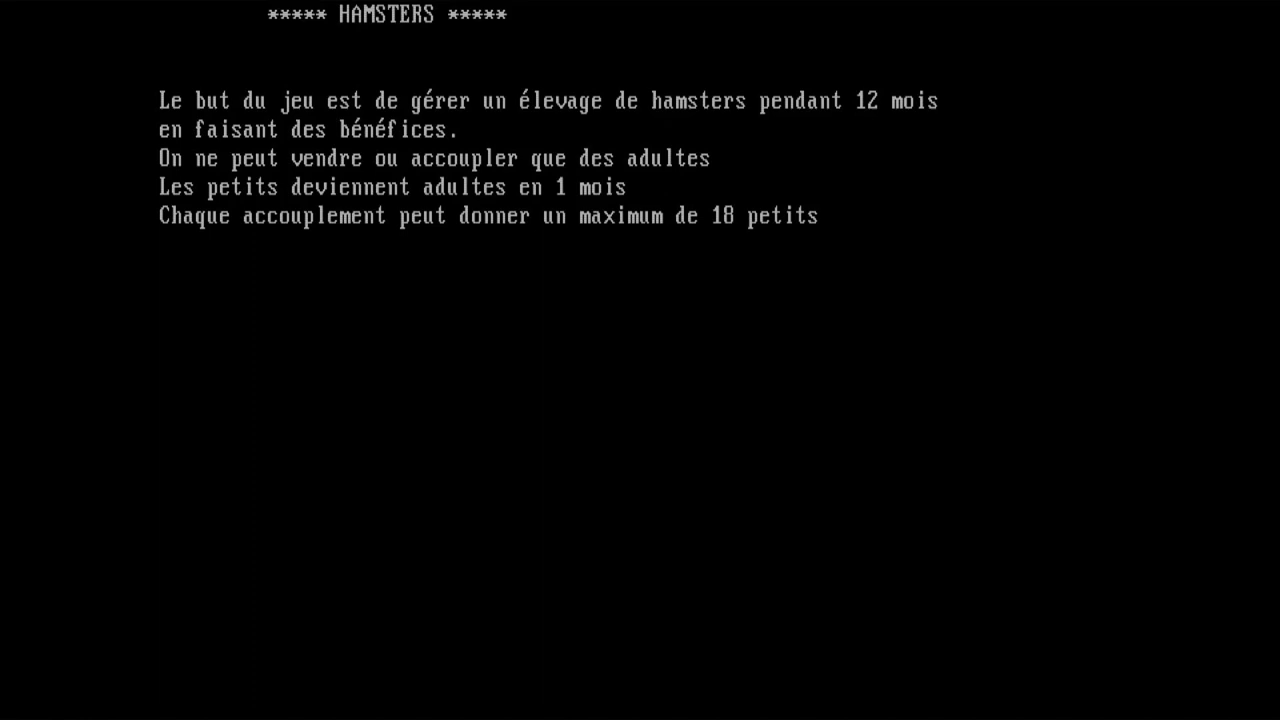 ***** HAMSTERS *****
Le but du jeu est de gérer un élevage de hamsters pendant 12 mois
en faisant des bénéfices.
On ne peut vendre ou accoupler que des adultes
Les petits deviennent adultes en 1 mois
Chaque accouplement peut donner un maximum de 18 petits